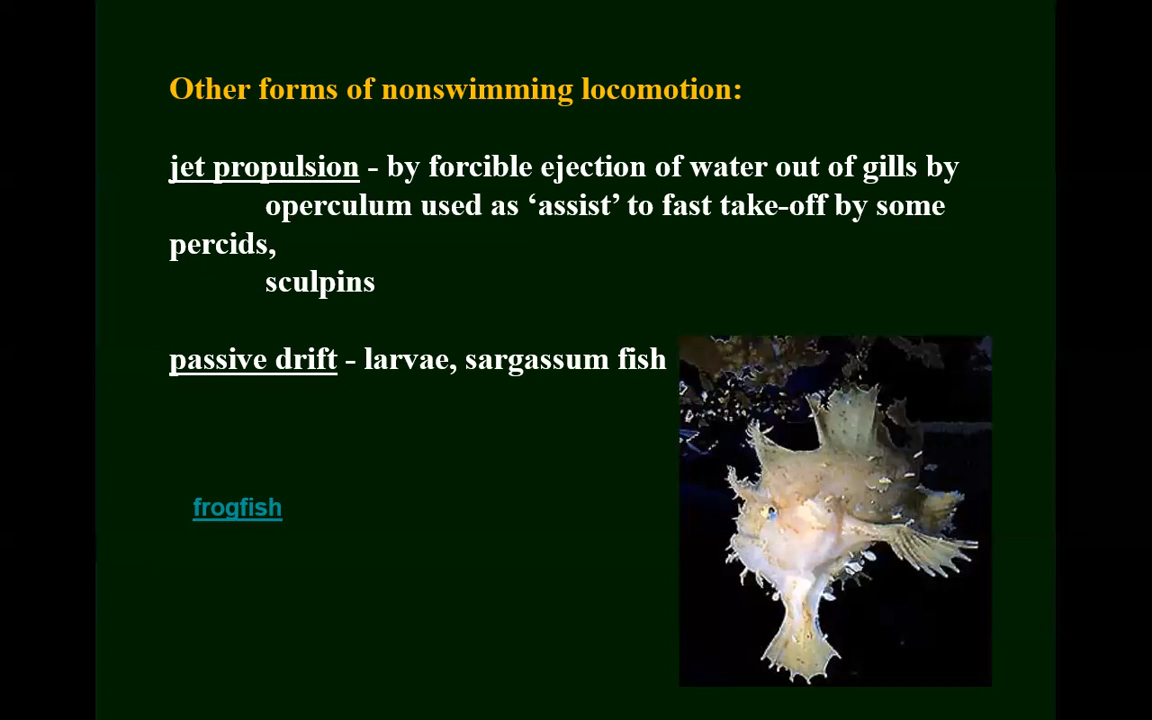 Other forms of nonswimming locomotion:
jet propulsion - by forcible ejection of water out of gills by
operculum used as ‘assist’ to fast take-off by some
percids,
sculpins
passive drift - larvae, sargassum fish
frogfish